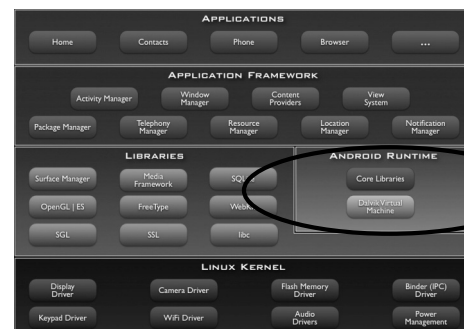 APPLICATIONS
Home Contacts Phone Browser ...
APPLICATION FRAMEWORK
Activity Manager Window Manager Content Providers View System
Package Manager Telephony Manager Resource Manager Location Manager Notification Manager
LIBRARIES
Surface Manager Media Framework
OpenGL | ES FreeType
SGL SSL libc
ANDROID RUNTIME
Core Libraries
Dalvik Virtual Machine
LINUX KERNEL
Display Driver Camera Driver Flash Memory Driver Binder (IPC) Driver
Keypad Driver WiFi Driver Audio Drivers Power Management